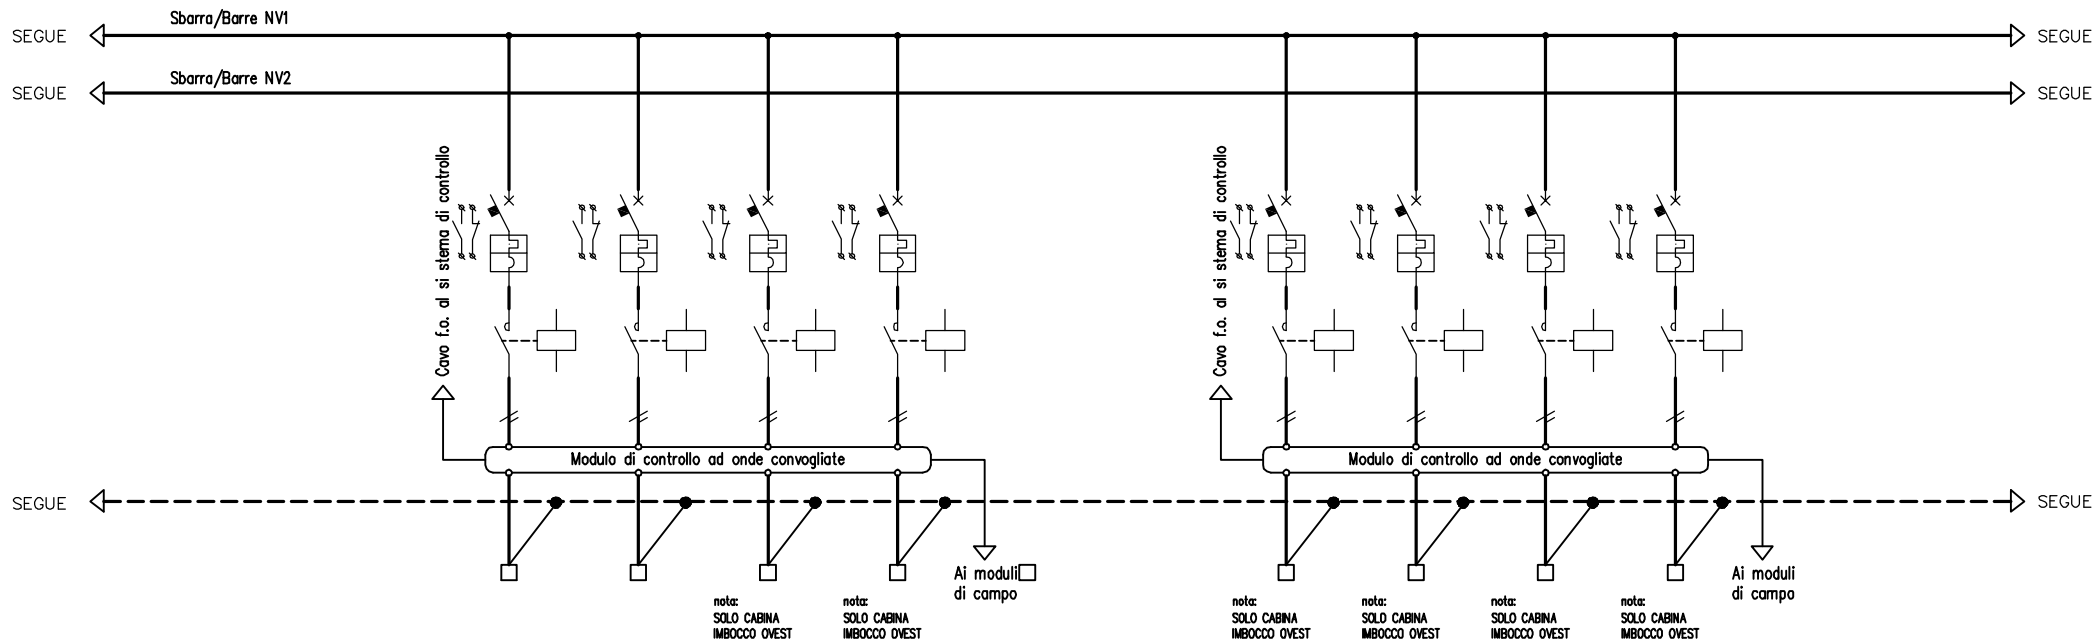 Sbarra/Barre NV1
SEGUE
SEGUE
Sbarra/Barre NV2
SEGUE
SEGUE
Cavo f.o. al si stema di controllo
Cavo f.o. al si stema di controllo
Modulo di controllo ad onde convogliate
Modulo di controllo ad onde convogliate
SEGUE
SEGUE
Ai moduli
di campo
Ai moduli
di campo
nota:
SOLO CABINA
IMBOCCO OVEST
nota:
SOLO CABINA
IMBOCCO OVEST
nota:
SOLO CABINA
IMBOCCO OVEST
nota:
SOLO CABINA
IMBOCCO OVEST
nota:
SOLO CABINA
IMBOCCO OVEST
nota:
SOLO CABINA
IMBOCCO OVEST